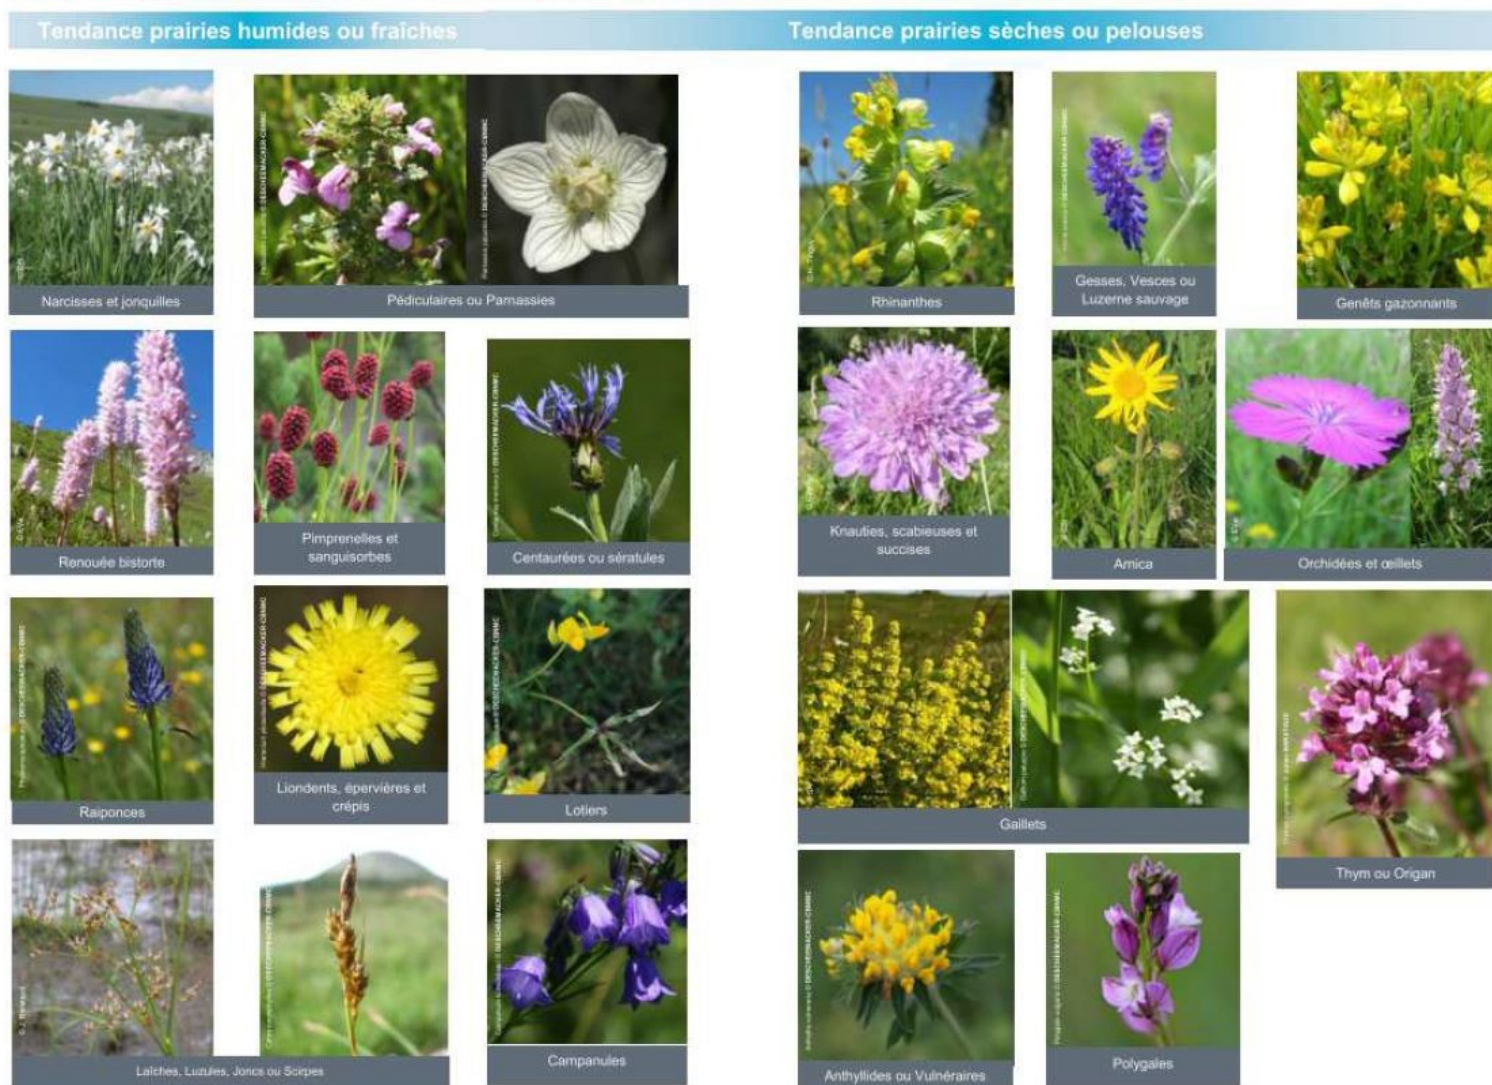 Tendance prairies humides ou fraîches
Tendance prairies sèches ou pelouses
Narcisses et jonquilles
Pédiculaires ou Parnassies
Rhinanthes
Gesses, Vesces ou
Luzerne sauvage
Genêts gazonnants
Renouée bistorte
Pimprenelles et
sanguisorbes
Centaurées ou sératules
Knauties, scabieuses et
succises
Arnica
Orchidées et œillets
Raiponces
Liondents, épervières et
crépis
Lotiers
Gaillets
Thym ou Origan
Laîches, Luzules, Joncs ou Scirpes
Campanules
Anthyllides ou Vulnéraires
Polygales